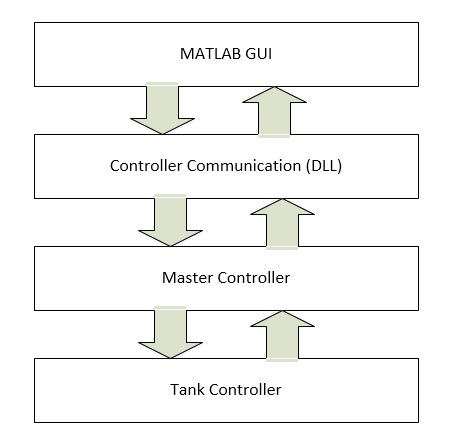 MATLAB GUI
Controller Communication (DLL)
Master Controller
Tank Controller